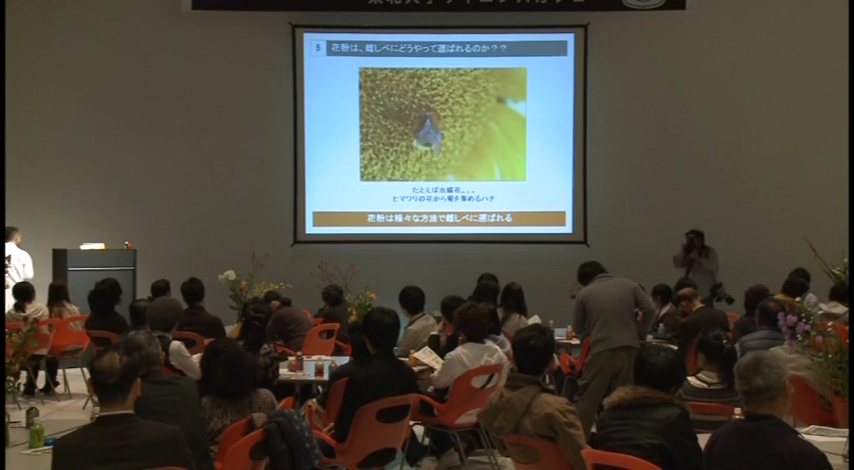 5 花粉は、雌しべにどうやって運ばれるのか？？
たとえば虫媒花。。。
ヒマワリの花から蜜を集めるハチ
花粉は様々な方法で雌しべに運ばれる